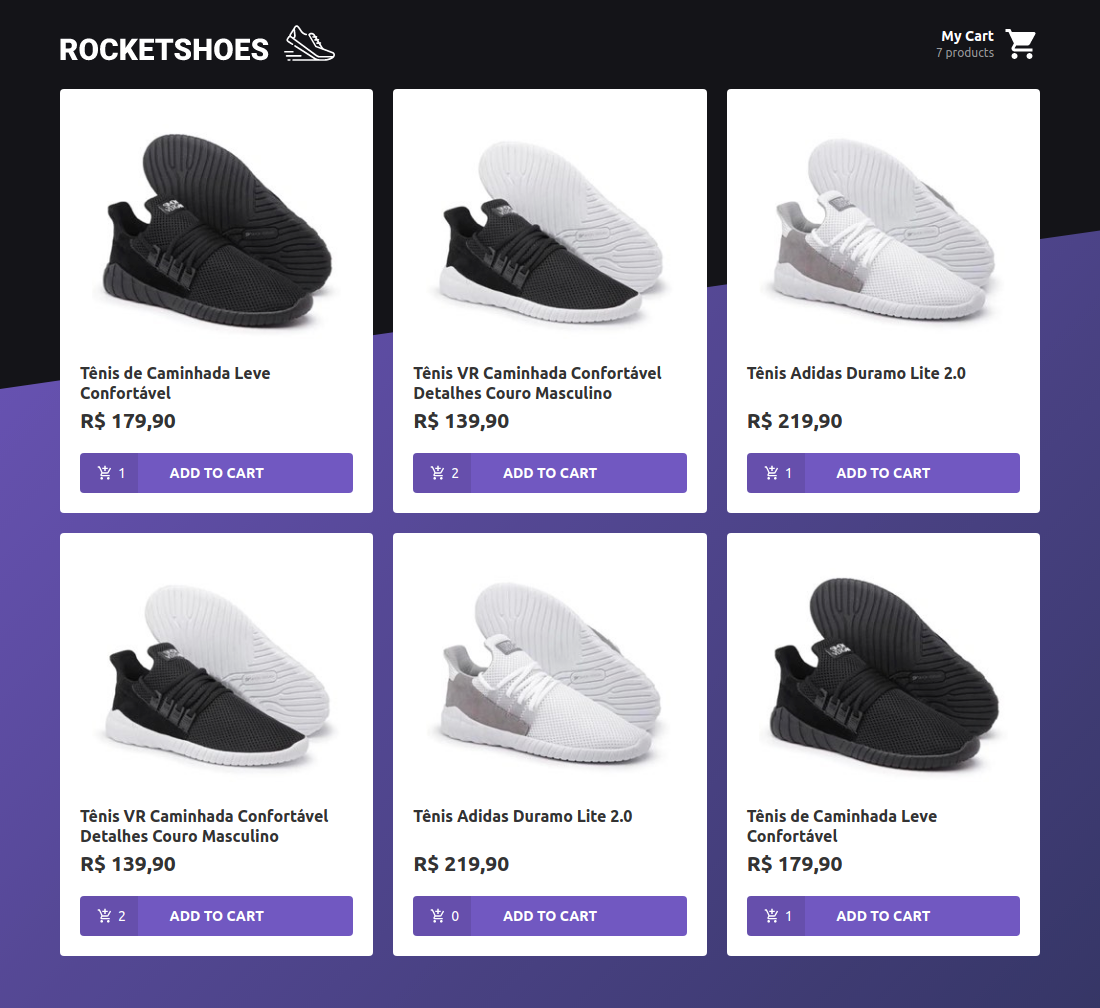 ROCKETSHOES
My Cart
7 products
Tênis de Caminhada Leve
Confortável
R$ 179,90
1 ADD TO CART
Tênis VR Caminhada Confortável
Detalhes Couro Masculino
R$ 139,90
2 ADD TO CART
Tênis Adidas Duramo Lite 2.0
R$ 219,90
1 ADD TO CART
Tênis VR Caminhada Confortável
Detalhes Couro Masculino
R$ 139,90
2 ADD TO CART
Tênis Adidas Duramo Lite 2.0
R$ 219,90
0 ADD TO CART
Tênis de Caminhada Leve
Confortável
R$ 179,90
1 ADD TO CART